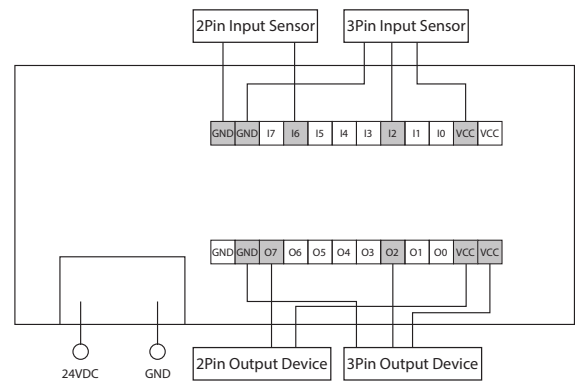 2Pin Input Sensor 3Pin Input Sensor
GND GND I7 I6 I5 I4 I3 I2 I1 I0 VCC VCC
GND GND O7 O6 O5 O4 O3 O2 O1 O0 VCC VCC
2Pin Output Device 3Pin Output Device
24VDC GND